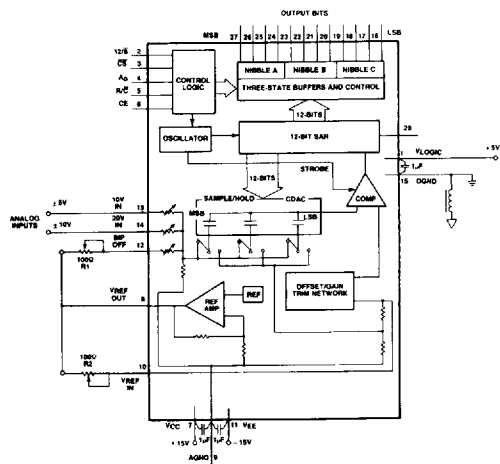 OUTPUT BITS
MSB
LSB
27 26 25 24 23 22 21 20 19 18 17 16
12/8̅ 2
C̅S̅ 3
A₀ 4
R/C̅ 5
CE 6
CONTROL LOGIC
NIBBLE A NIBBLE B NIBBLE C
THREE-STATE BUFFERS AND CONTROL
12-BITS
OSCILLATOR
12-BIT SAR
28
1 VLOGIC
+5V
1µF
15 DGND
12-BITS
STROBE
COMP
SAMPLE/HOLD CDAC
MSB
LSB
ANALOG INPUTS
±5V
±10V
10V IN 13
20V IN 14
BIP OFF 12
100Ω
R1
VREF OUT 8
REF AMP
REF
OFFSET/GAIN TRIM NETWORK
100Ω
R2
10
VREF IN
VCC 7
11 VEE
+15V 1µF 1µF -15V
AGND 9